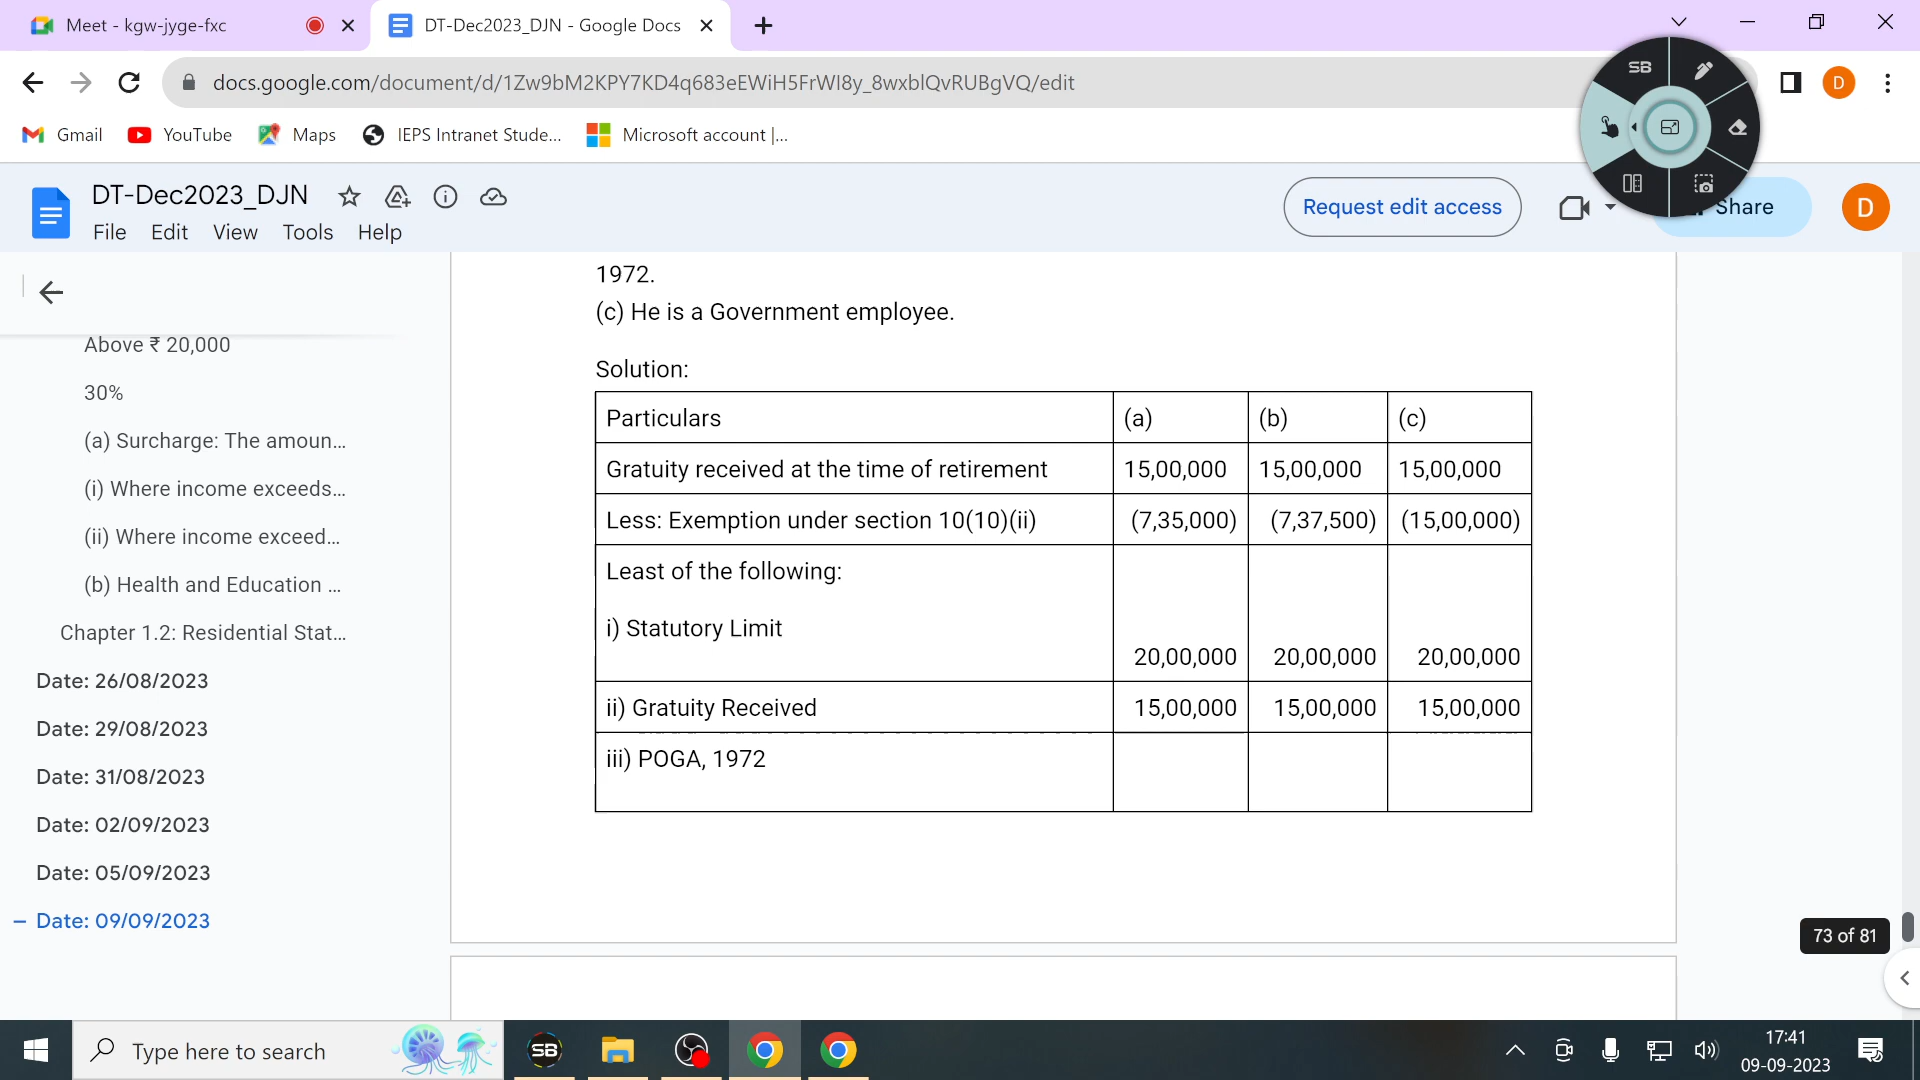 Meet - kgw-jyge-fxc
DT-Dec2023_DJN - Google Docs
docs.google.com/document/d/1Zw9bM2KPY7KD4q683eEWiH5FrWI8y_8wxblQvRUBgVQ/edit
D
Gmail
YouTube
Maps
IEPS Intranet Stude...
Microsoft account |...
SB
DT-Dec2023_DJN
File Edit View Tools Help
Request edit access
Share
D
Above ₹ 20,000
30%
(a) Surcharge: The amoun...
(i) Where income exceeds...
(ii) Where income exceed...
(b) Health and Education ...
Chapter 1.2: Residential Stat...
Date: 26/08/2023
Date: 29/08/2023
Date: 31/08/2023
Date: 02/09/2023
Date: 05/09/2023
Date: 09/09/2023
1972.
(c) He is a Government employee.
Solution:
Particulars (a) (b) (c)
Gratuity received at the time of retirement 15,00,000 15,00,000 15,00,000
Less: Exemption under section 10(10)(ii) (7,35,000) (7,37,500) (15,00,000)
Least of the following:
i) Statutory Limit
20,00,000 20,00,000 20,00,000
ii) Gratuity Received 15,00,000 15,00,000 15,00,000
iii) POGA, 1972
73 of 81
Type here to search
SB
17:41
09-09-2023